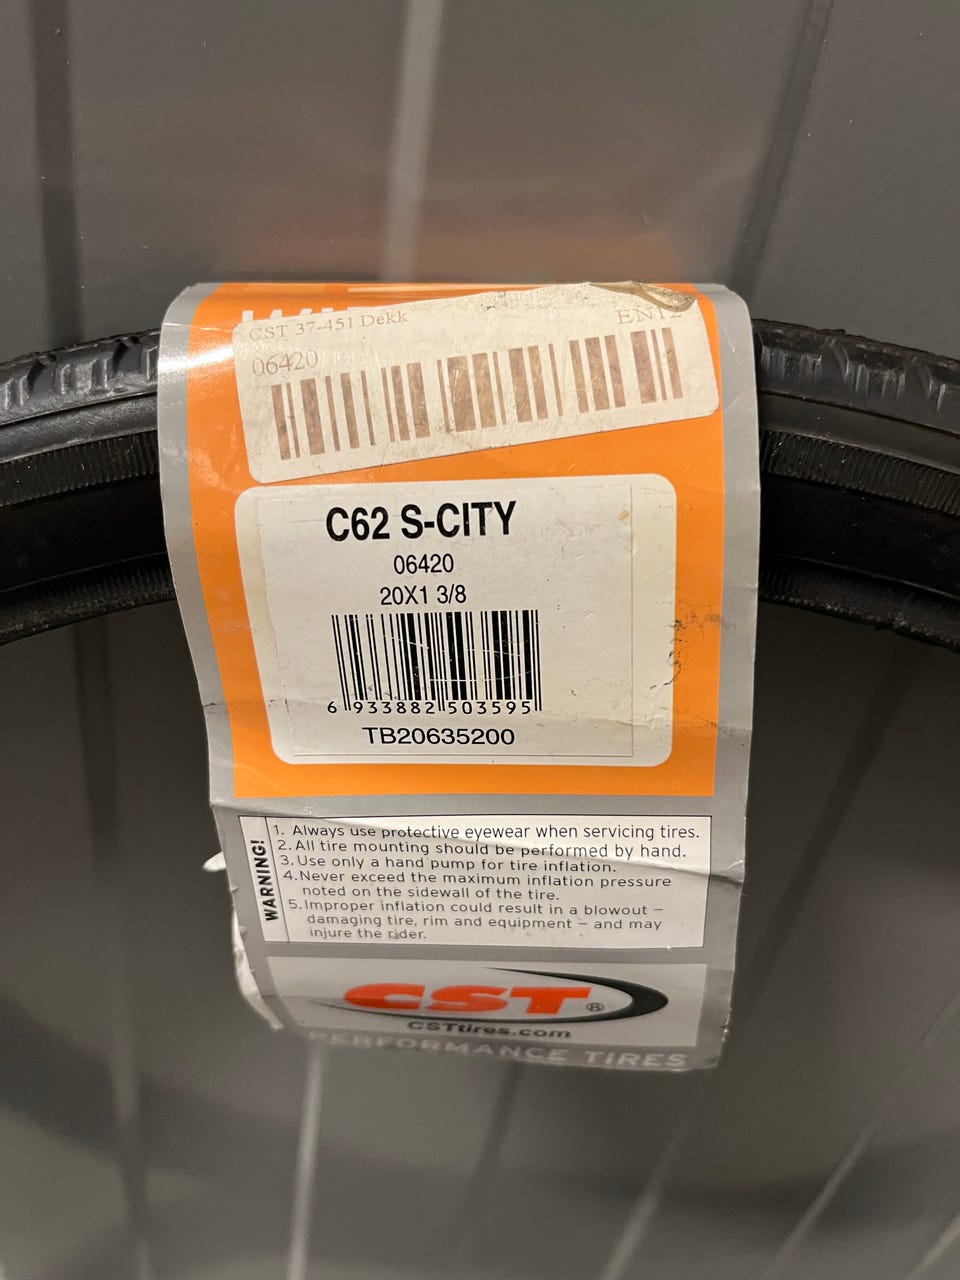 CST 37-451 Dekk
EN12
06420
C62 S-CITY
06420
20X1 3/8
6 933882 503595
TB20635200
WARNING!
1. Always use protective eyewear when servicing tires.
2. All tire mounting should be performed by hand.
3. Use only a hand pump for tire inflation.
4. Never exceed the maximum inflation pressure
noted on the sidewall of the tire.
5. Improper inflation could result in a blowout –
damaging tire, rim and equipment – and may
injure the rider.
CST®
CSTtires.com
PERFORMANCE TIRES